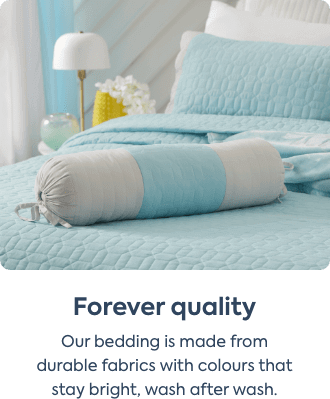 Forever quality
Our bedding is made from
durable fabrics with colours that
stay bright, wash after wash.